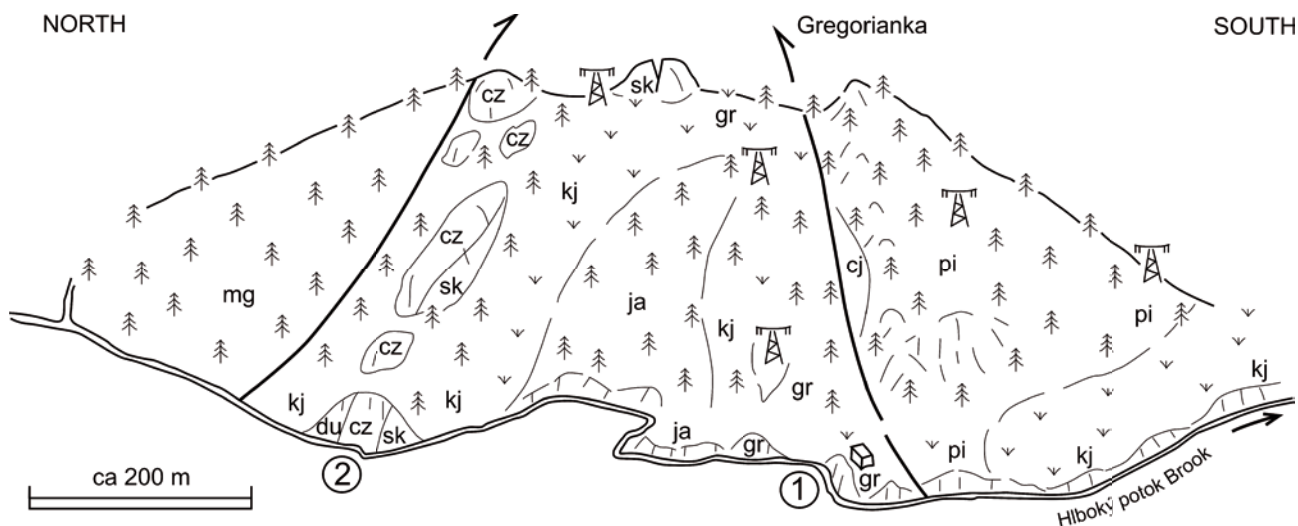 NORTH
Gregorianka
SOUTH
cz
sk
gr
cz
kj
cz
cj
pi
mg
sk
ja
kj
pi
cz
gr
kj
kj
kj
du
cz
sk
ja
gr
gr
pi
kj
ca 200 m
2
1
Hlboký potok Brook